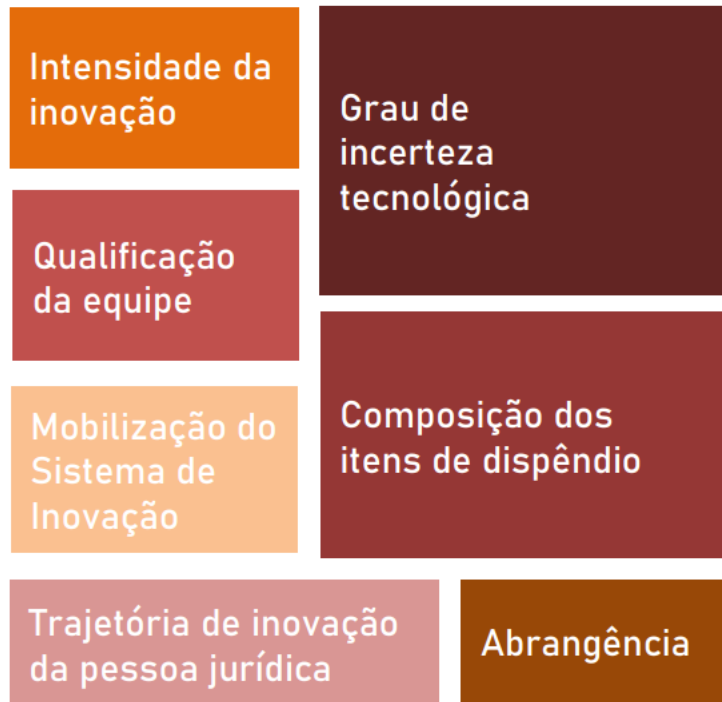 Intensidade da
inovação
Grau de
incerteza
tecnológica
Qualificação
da equipe
Composição dos
itens de dispêndio
Mobilização do
Sistema de
Inovação
Trajetória de inovação
da pessoa jurídica
Abrangência